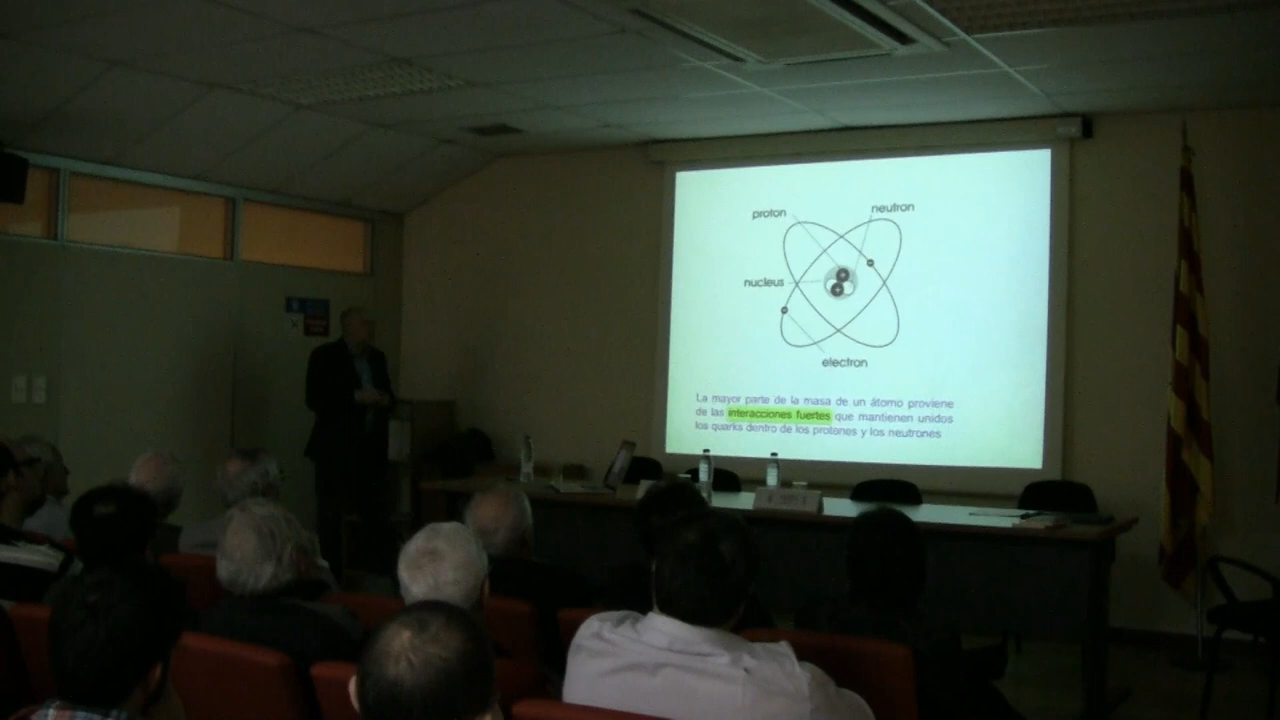 proton
neutron
nucleus
electron
La mayor parte de la masa de un átomo proviene
de las interacciones fuertes que mantienen unidos
los quarks dentro de los protones y los neutrones